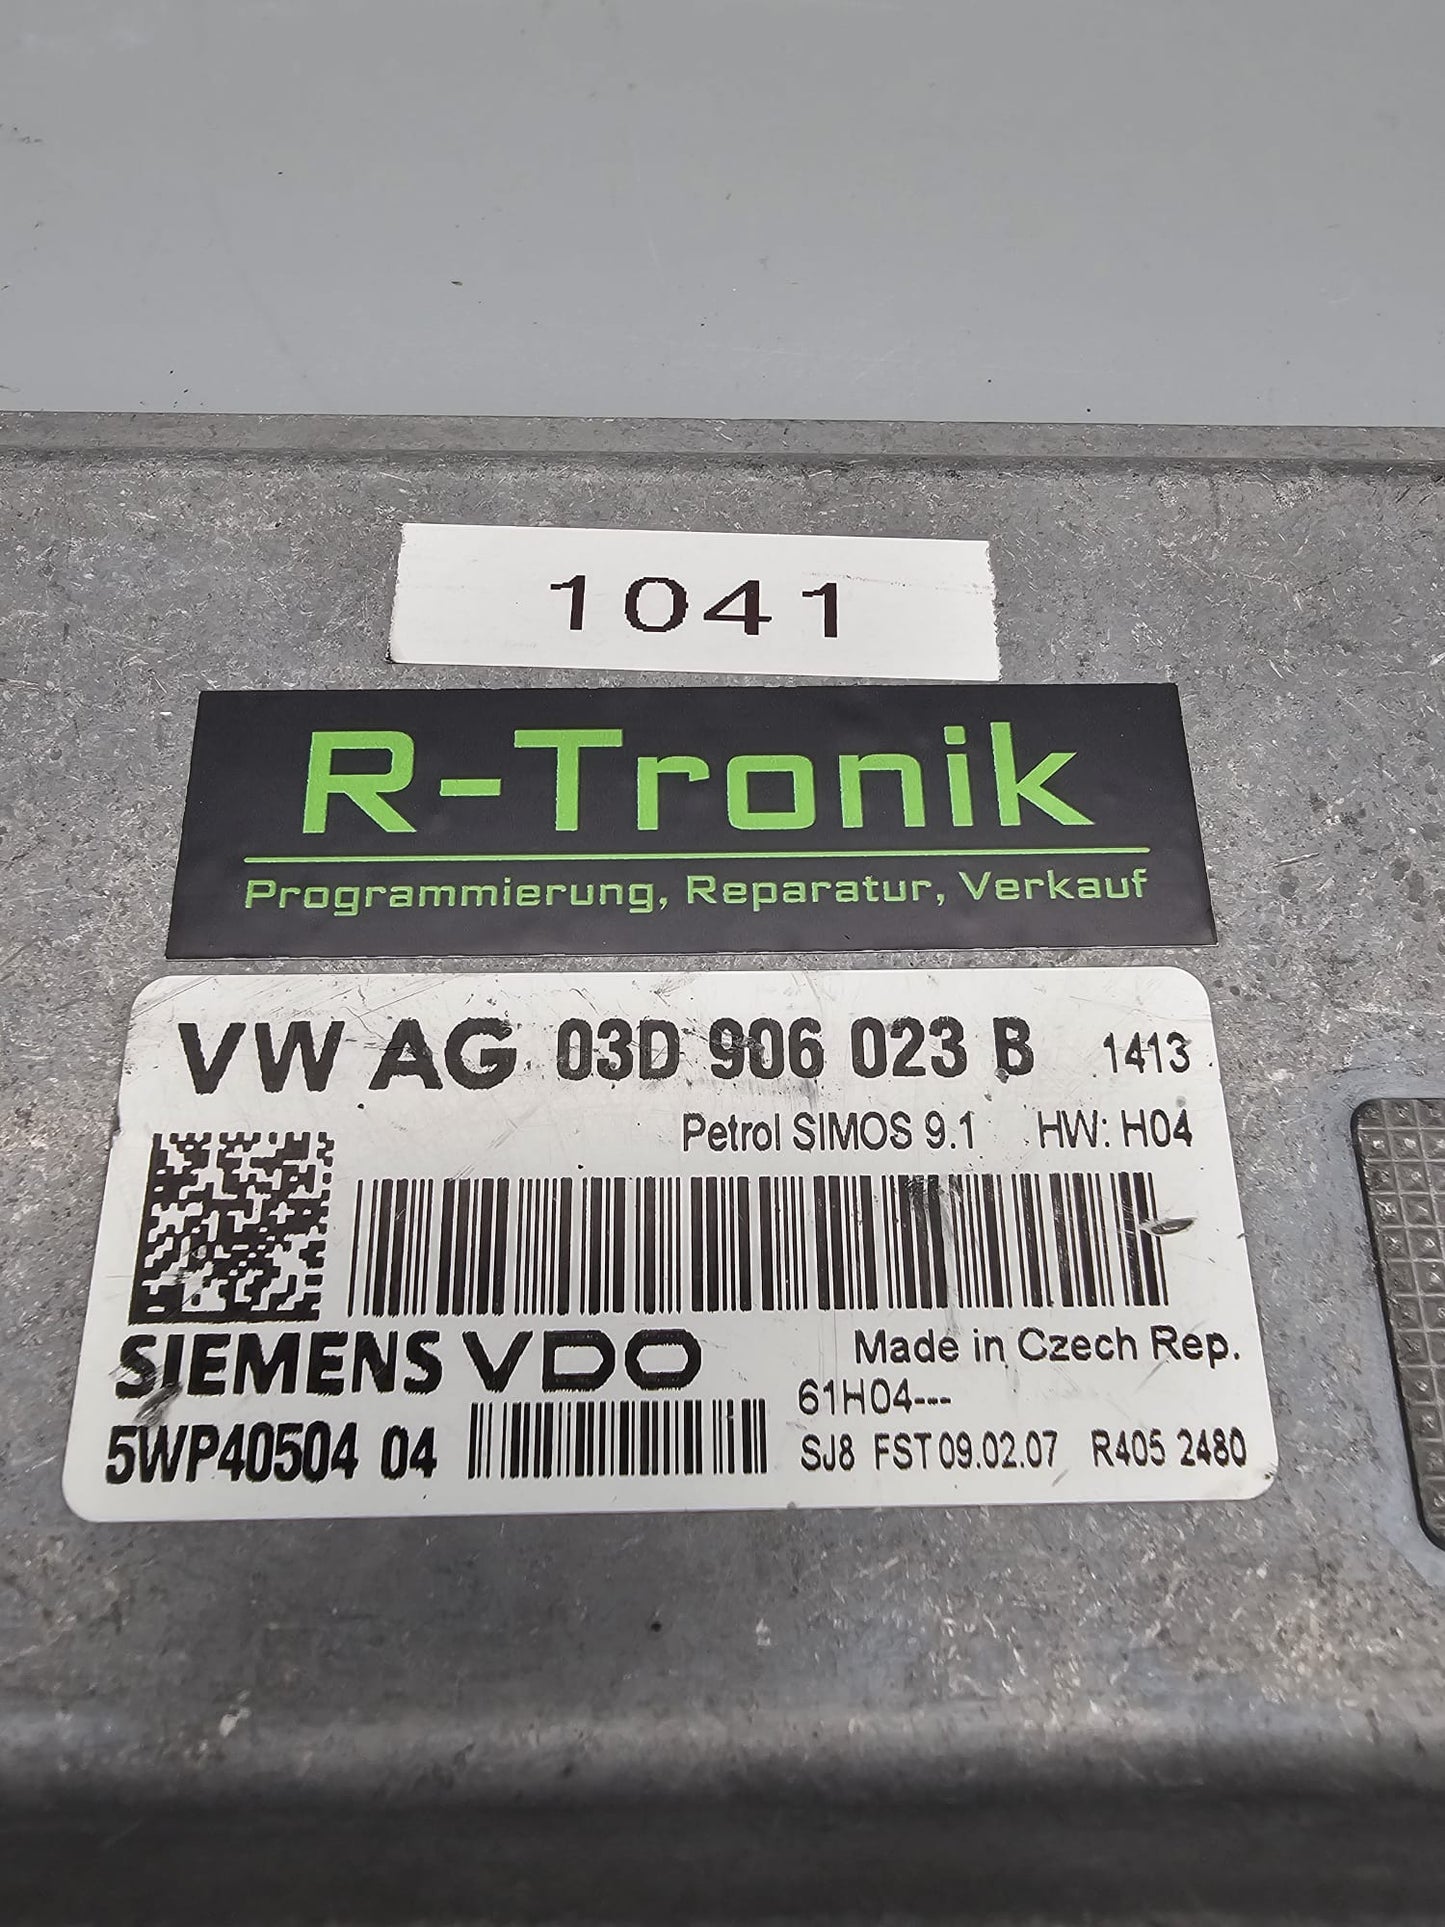 1041
R-Tronik
Programmierung, Reparatur, Verkauf
VW AG 03D 906 023 B 1413
Petrol SIMOS 9.1 HW: H04
SIEMENS VDO Made in Czech Rep.
61H04---
5WP40504 04 SJ8 FST 09.02.07 R405 2480